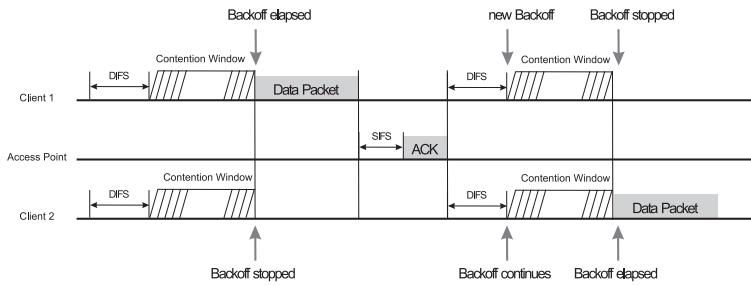 Backoff elapsed
new Backoff
Backoff stopped
Contention Window
Contention Window
DIFS
DIFS
Client 1
Data Packet
SIFS
ACK
Access Point
Contention Window
Contention Window
DIFS
DIFS
Client 2
Data Packet
Backoff stopped
Backoff continues
Backoff elapsed